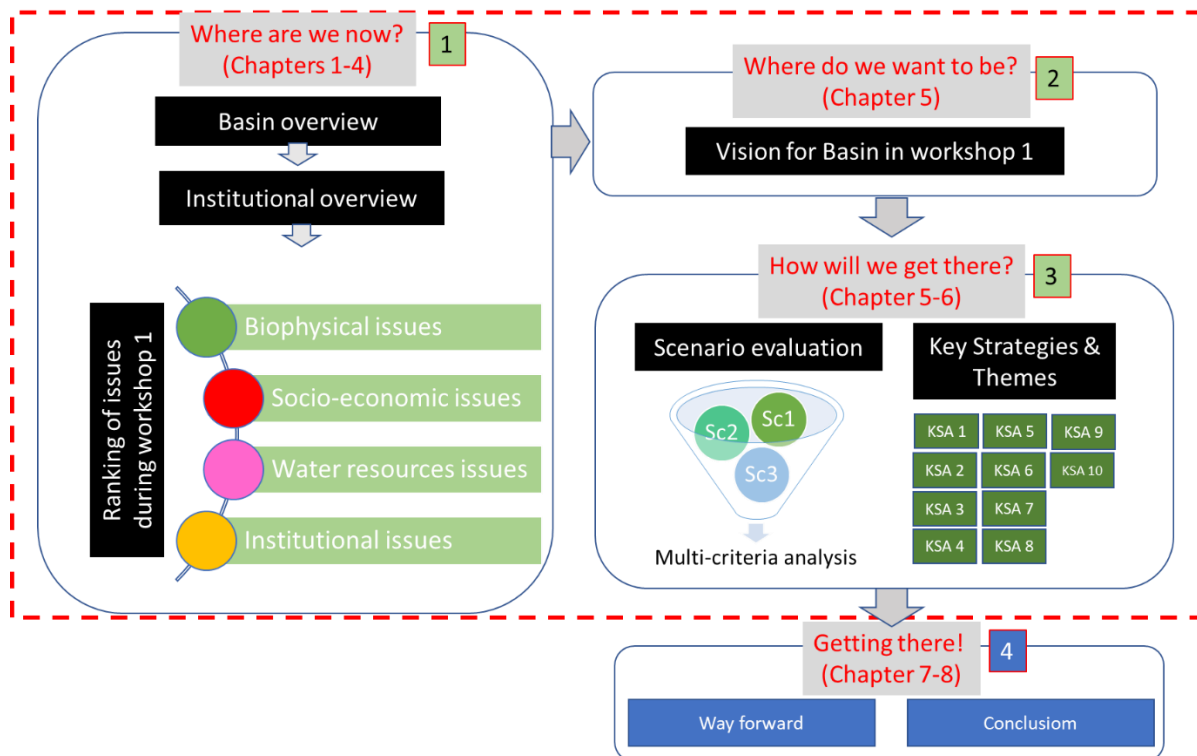 Where are we now?
(Chapters 1-4)
1
Basin overview
Institutional overview
Ranking of issues
during workshop 1
Biophysical issues
Socio-economic issues
Water resources issues
Institutional issues
Where do we want to be?
(Chapter 5)
2
Vision for Basin in workshop 1
How will we get there?
(Chapter 5-6)
3
Scenario evaluation
Sc2
Sc1
Sc3
Multi-criteria analysis
Key Strategies &
Themes
KSA 1
KSA 5
KSA 9
KSA 2
KSA 6
KSA 10
KSA 3
KSA 7
KSA 4
KSA 8
Getting there!
(Chapter 7-8)
4
Way forward
Conclusiom